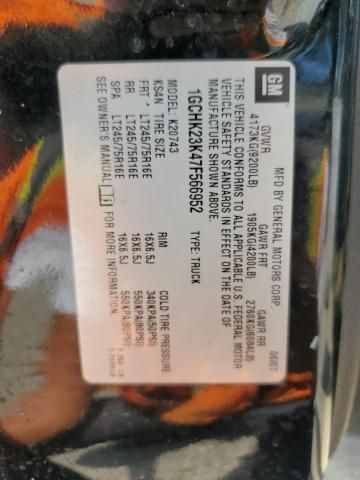 GM
MFD BY GENERAL MOTORS CORP.
06/07
GVWR GAWR FRT GAWR RR
4173KG(9200LB) 1905KG(4200LB) 2760KG(6084LB)
THIS VEHICLE CONFORMS TO ALL APPLICABLE U.S. FEDERAL MOTOR
VEHICLE SAFETY STANDARDS IN EFFECT ON THE DATE OF
MANUFACTURE SHOWN ABOVE.
1GCHK23K47F566952 TYPE: TRUCK
MODEL: K20743
KS4N TIRE SIZE RIM COLD TIRE PRESSURE
FRT LT245/75R16E 16X6.5J 340KPA(50PSI)
RR LT245/75R16E 16X6.5J 550KPA(80PSI)
SPA LT245/75R16E 16X6.5J 550KPA(80PSI)
SEE OWNER'S MANUAL FOR MORE INFORMATION.